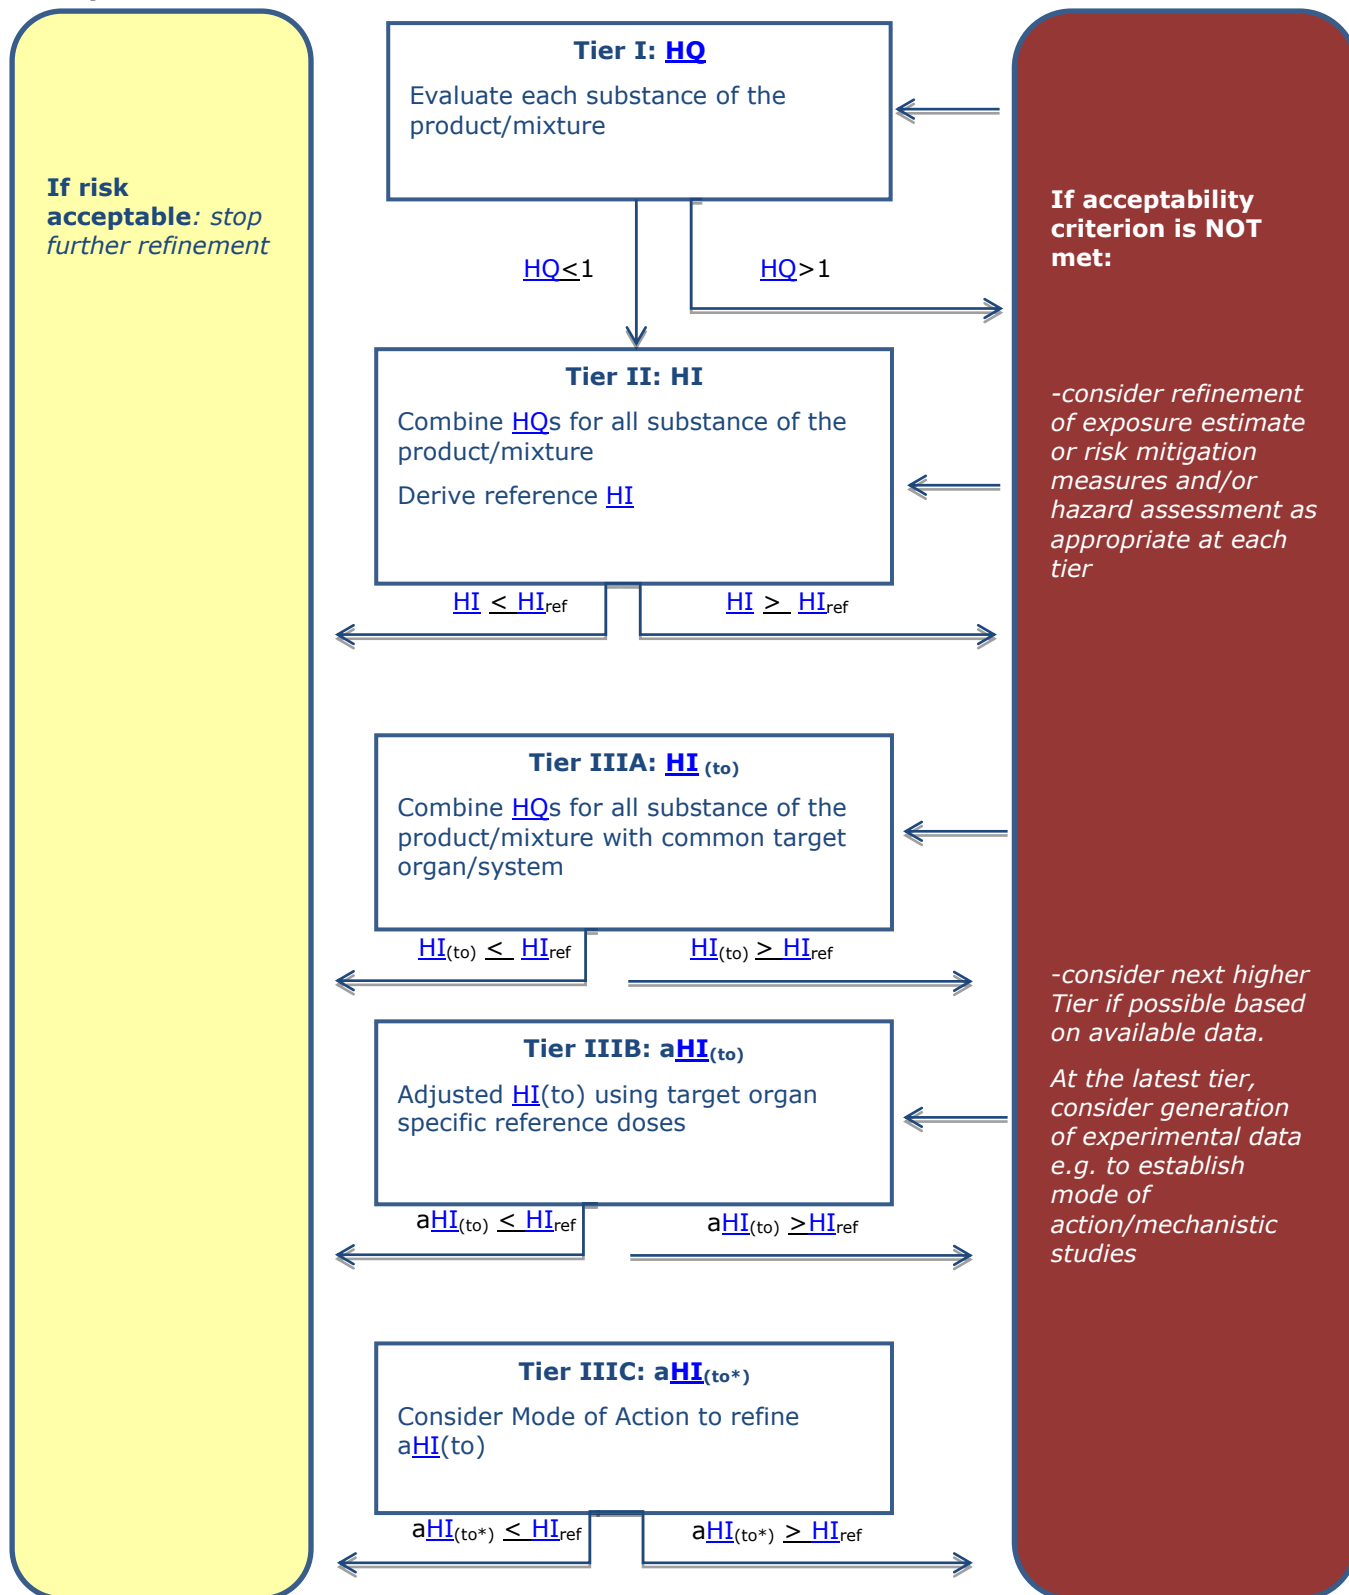 If risk
acceptable: stop
further refinement
Tier I: HQ
Evaluate each substance of the
product/mixture
HQ<1
HQ>1
Tier II: HI
Combine HQs for all substance of the
product/mixture
Derive reference HI
HI < HIref
HI > HIref
Tier IIIA: HI (to)
Combine HQs for all substance of the
product/mixture with common target
organ/system
HI(to) < HIref
HI(to) > HIref
Tier IIIB: aHI(to)
Adjusted HI(to) using target organ
specific reference doses
aHI(to) < HIref
aHI(to) >HIref
Tier IIIC: aHI(to*)
Consider Mode of Action to refine
aHI(to)
aHI(to*) < HIref
aHI(to*) > HIref
If acceptability
criterion is NOT
met:
-consider refinement
of exposure estimate
or risk mitigation
measures and/or
hazard assessment as
appropriate at each
tier
-consider next higher
Tier if possible based
on available data.
At the latest tier,
consider generation
of experimental data
e.g. to establish
mode of
action/mechanistic
studies